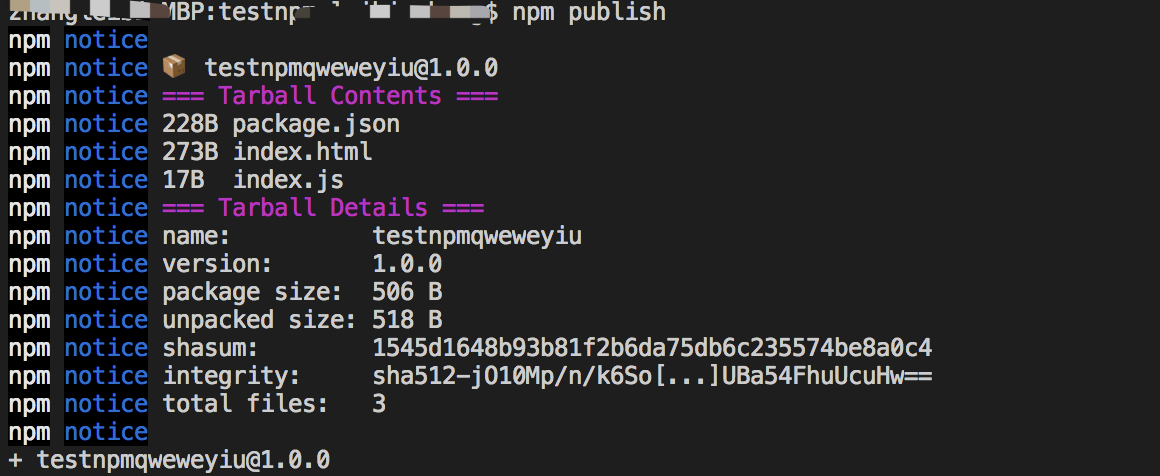 MBP:testnp $ npm publish
npm notice
npm notice 📦 testnpmqweweyiu@1.0.0
npm notice === Tarball Contents ===
npm notice 228B package.json
npm notice 273B index.html
npm notice 17B  index.js
npm notice === Tarball Details ===
npm notice name:          testnpmqweweyiu
npm notice version:       1.0.0
npm notice package size:  506 B
npm notice unpacked size: 518 B
npm notice shasum:        1545d1648b93b81f2b6da75db6c235574be8a0c4
npm notice integrity:     sha512-jO10Mp/n/k6So[...]UBa54FhuUcuHw==
npm notice total files:   3
npm notice
+ testnpmqweweyiu@1.0.0